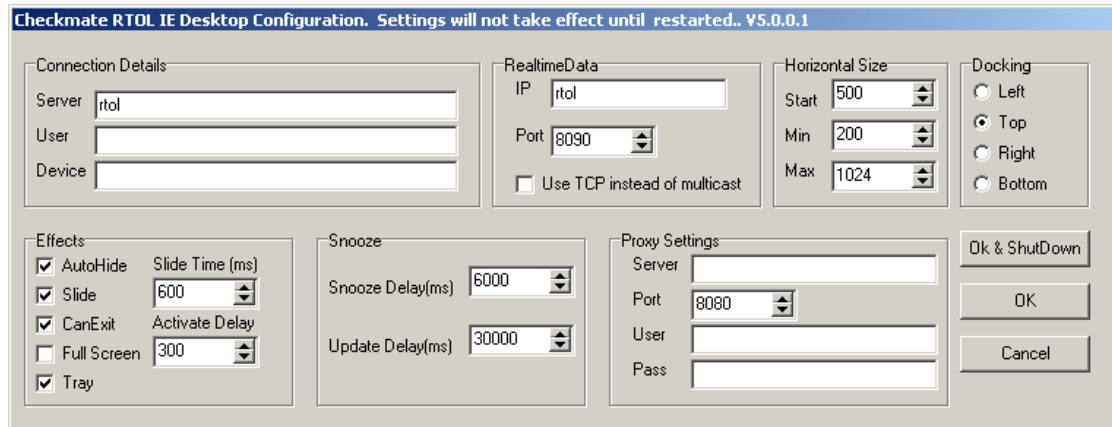 Checkmate RTOL IE Desktop Configuration. Settings will not take effect until restarted.. V5.0.0.1
Connection Details
Server rtol
User
Device
RealtimeData
IP rtol
Port 8090
Use TCP instead of multicast
Horizontal Size
Start 500
Min 200
Max 1024
Docking
Left
Top
Right
Bottom
Effects
AutoHide Slide Time (ms)
Slide 600
CanExit Activate Delay
Full Screen 300
Tray
Snooze
Snooze Delay(ms) 6000
Update Delay(ms) 30000
Proxy Settings
Server
Port 8080
User
Pass
Ok & ShutDown
OK
Cancel